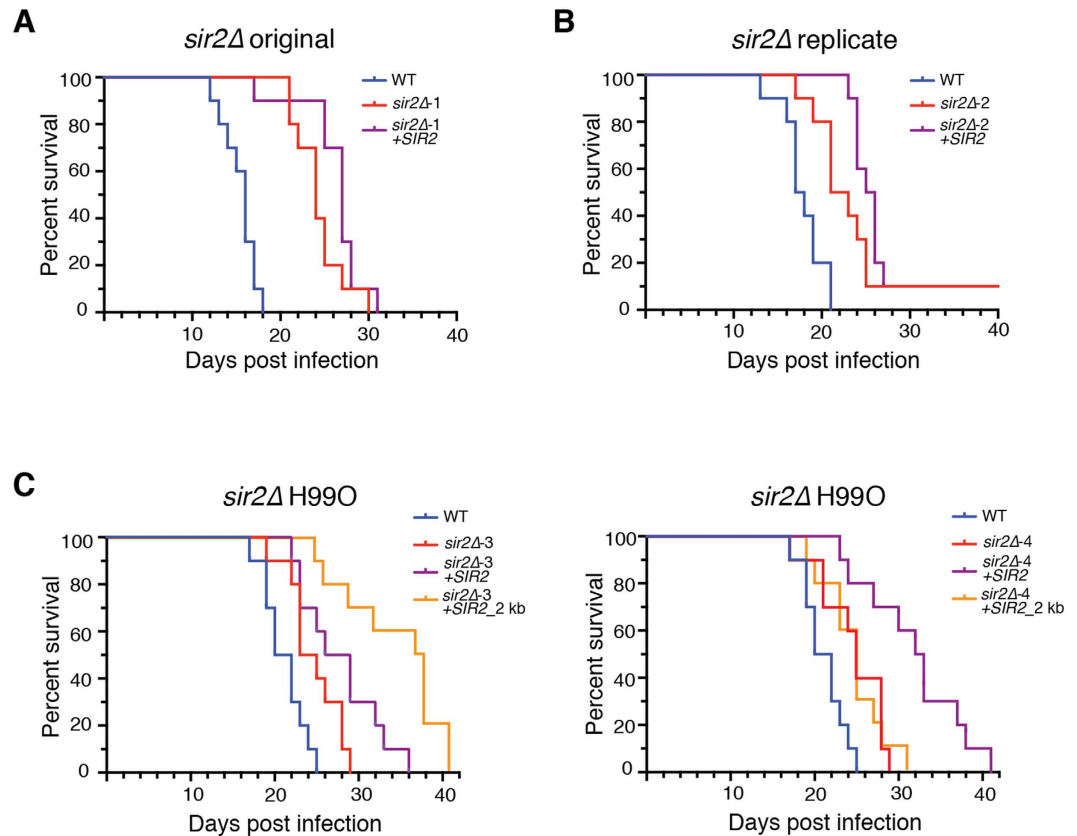 A
sir2Δ original
100
80
60
40
20
0
Percent survival
10
20
30
40
Days post infection
WT
sir2Δ-1
sir2Δ-1
+SIR2
B
sir2Δ replicate
100
80
60
40
20
0
Percent survival
10
20
30
40
Days post infection
WT
sir2Δ-2
sir2Δ-2
+SIR2
C
sir2Δ H99O
100
80
60
40
20
0
Percent survival
10
20
30
40
Days post infection
WT
sir2Δ-3
sir2Δ-3
+SIR2
sir2Δ-3
+SIR2_2 kb
sir2Δ H99O
100
80
60
40
20
0
Percent survival
10
20
30
40
Days post infection
WT
sir2Δ-4
sir2Δ-4
+SIR2
sir2Δ-4
+SIR2_2 kb